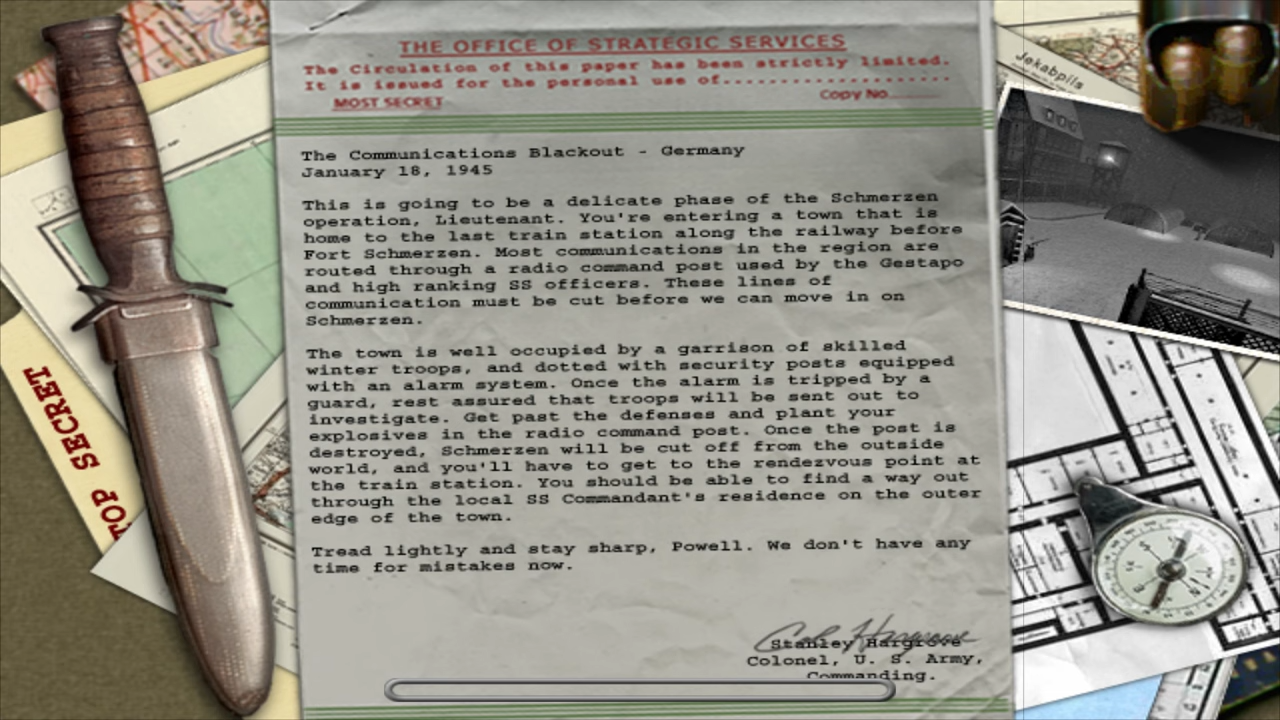 THE OFFICE OF STRATEGIC SERVICES
The Circulation of this paper has been strictly limited.
It is issued for the personal use of....................
MOST SECRET
Copy No.........
The Communications Blackout - Germany
January 18, 1945
This is going to be a delicate phase of the Schmerzen
operation, Lieutenant. You're entering a town that is
home to the last train station along the railway before
Fort Schmerzen. Most communications in the region are
routed through a radio command post used by the Gestapo
and high ranking SS officers. These lines of
communication must be cut before we can move in on
Schmerzen.
The town is well occupied by a garrison of skilled
winter troops, and dotted with security posts equipped
with an alarm system. Once the alarm is tripped by a
guard, rest assured that troops will be sent out to
investigate. Get past the defenses and plant your
explosives in the radio command post. Once the post is
destroyed, Schmerzen will be cut off from the outside
world, and you'll have to get to the rendezvous point at
the train station. You should be able to find a way out
through the local SS Commandant's residence on the outer
edge of the town.
Tread lightly and stay sharp, Powell. We don't have any
time for mistakes now.
Col. Hargrove
Stanley Hargrove
Colonel, U. S. Army,
Commanding.
TOP SECRET
Jekabpils